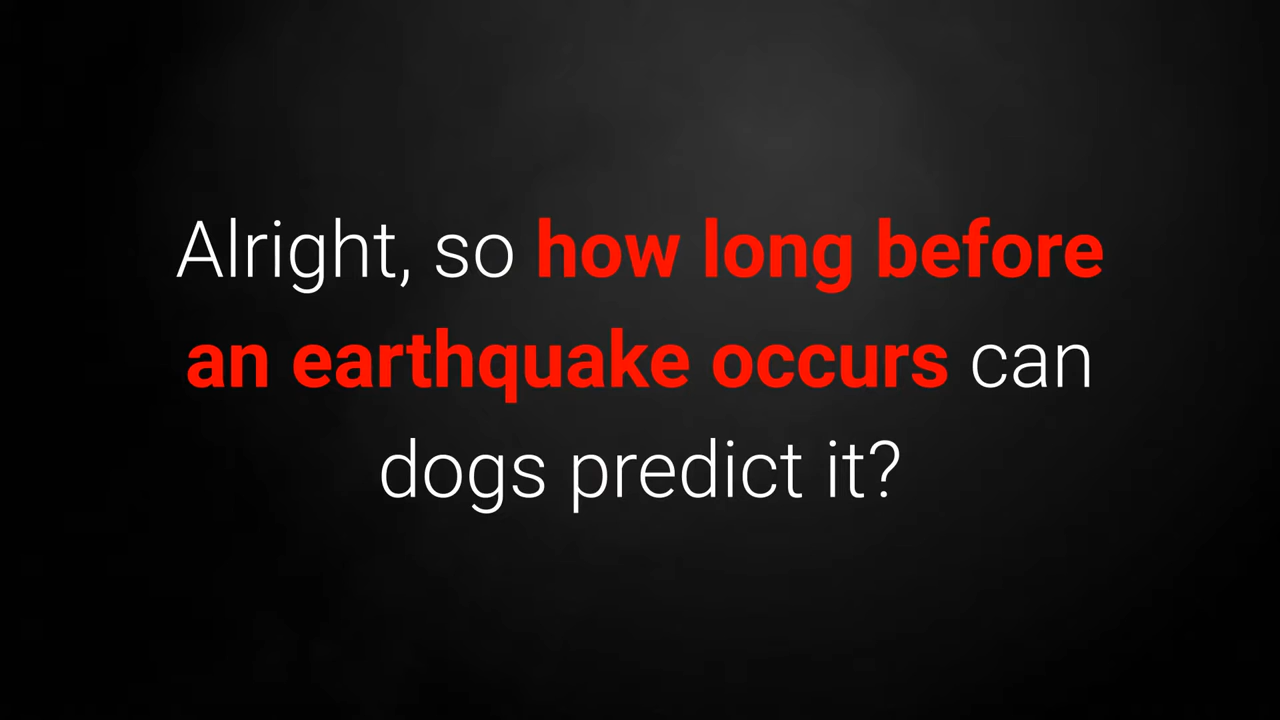 Alright, so how long before
an earthquake occurs can
dogs predict it?